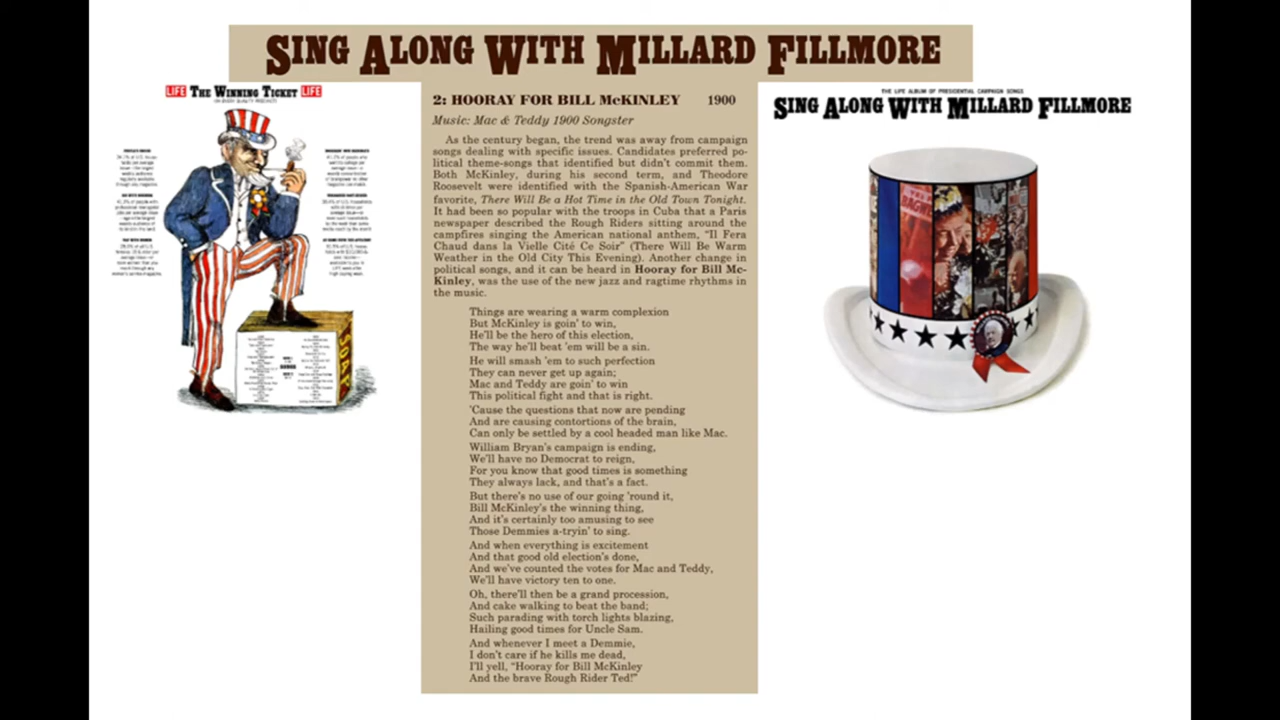 SING ALONG WITH MILLARD FILLMORE
LIFE THE WINNING TICKET LIFE
2: HOORAY FOR BILL McKINLEY 1900
Music: Mac & Teddy 1900 Songster
As the century began, the trend was away from campaign
songs dealing with specific issues. Candidates preferred po-
litical theme-songs that identified but didn't commit them.
Both McKinley, during his second term, and Theodore
Roosevelt were identified with the Spanish-American War
favorite, There Will Be a Hot Time in the Old Town Tonight.
It had been so popular with the troops in Cuba that a Paris
newspaper described the Rough Riders sitting around the
campfires singing the American national anthem, "Il Fera
Chaud dans la Vielle Cité Ce Soir" (There Will Be Warm
Weather in the Old City This Evening). Another change in
political songs, and it can be heard in Hooray for Bill Mc-
Kinley, was the use of the new jazz and ragtime rhythms in
the music.
Things are wearing a warm complexion
But McKinley is goin' to win,
He'll be the hero of this election,
The way he'll beat 'em will be a sin.
He will smash 'em to such perfection
They can never get up again;
Mac and Teddy are goin' to win
This political fight and that is right.
'Cause the questions that now are pending
And are causing contortions of the brain,
Can only be settled by a cool headed man like Mac.
William Bryan's campaign is ending,
We'll have no Democrat to reign,
For you know that good times is something
They always lack, and that's a fact.
But there's no use of our going 'round it,
Bill McKinley's the winning thing,
And it's certainly too amusing to see
Those Demmies a-tryin' to sing.
And when everything is excitement
And that good old election's done,
And we've counted the votes for Mac and Teddy,
We'll have victory ten to one.
Oh, there'll then be a grand procession,
And cake walking to beat the band;
Such parading with torch lights blazing,
Hailing good times for Uncle Sam.
And whenever I meet a Demmie,
I don't care if he kills me dead,
I'll yell, "Hooray for Bill McKinley
And the brave Rough Rider Ted!"
THE LIFE ALBUM OF PRESIDENTIAL CAMPAIGN SONGS
SING ALONG WITH MILLARD FILLMORE
SOAP